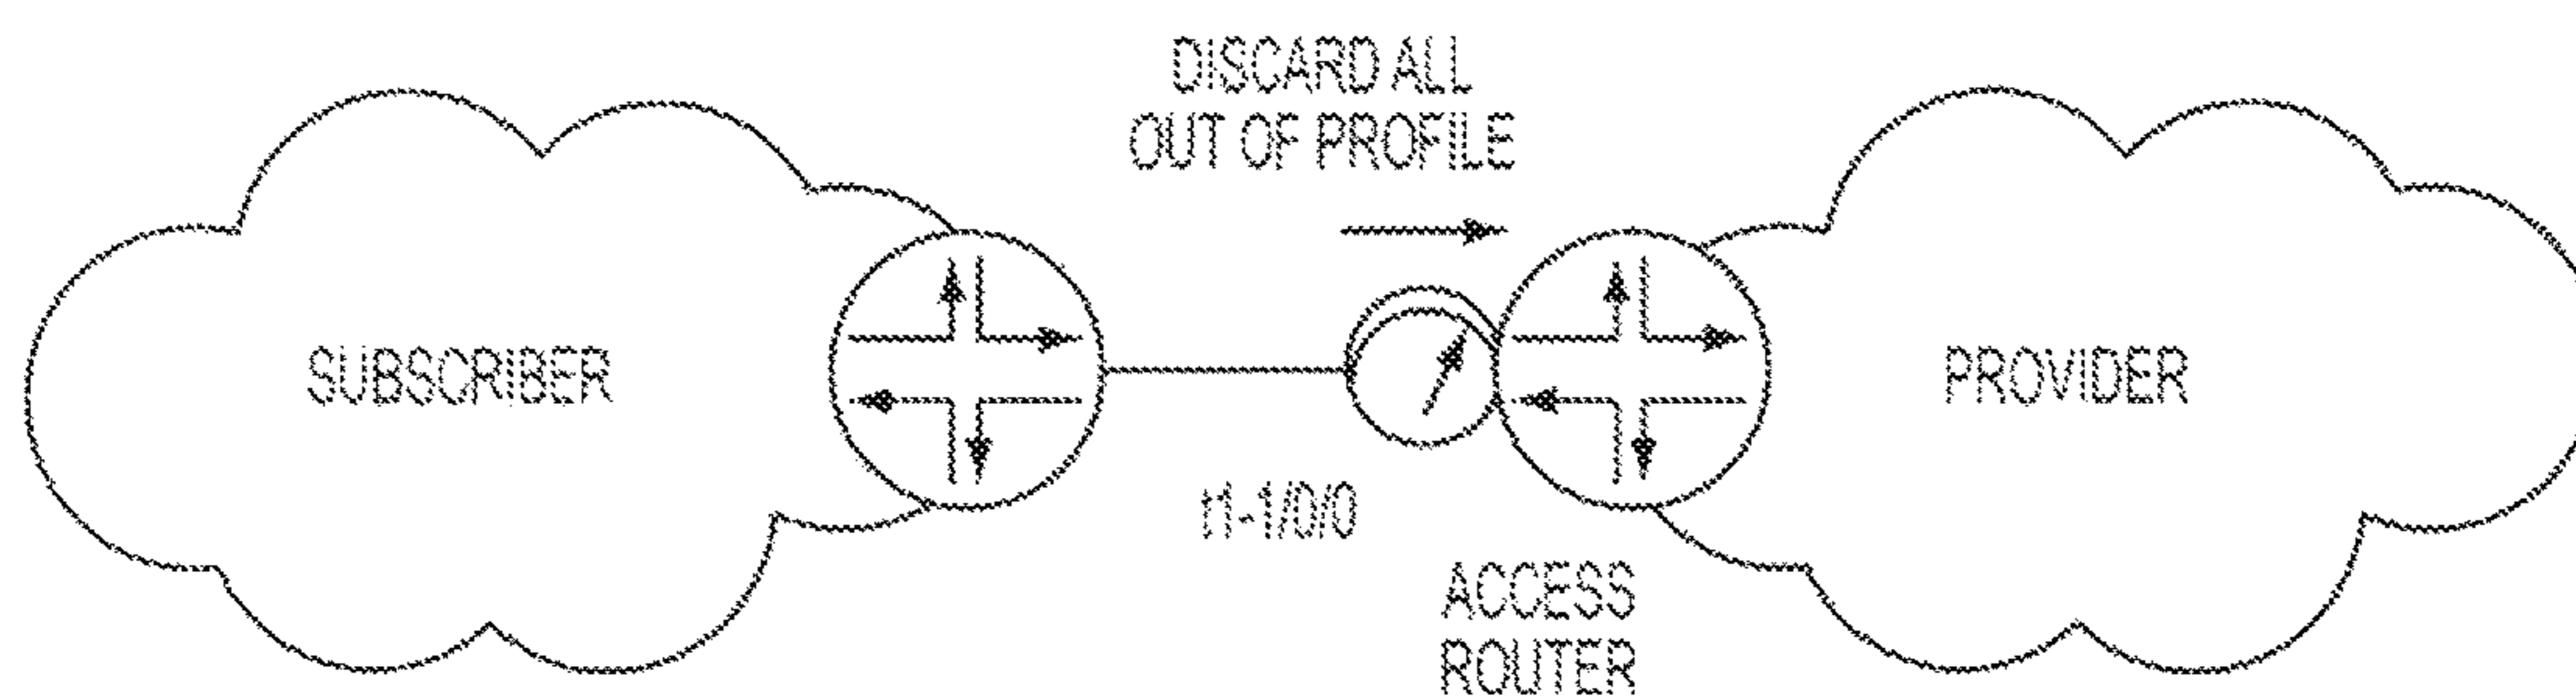 DISCARD ALL
OUT OF PROFILE
SUBSCRIBER
PROVIDER
t1-1/0/0
ACCESS
ROUTER